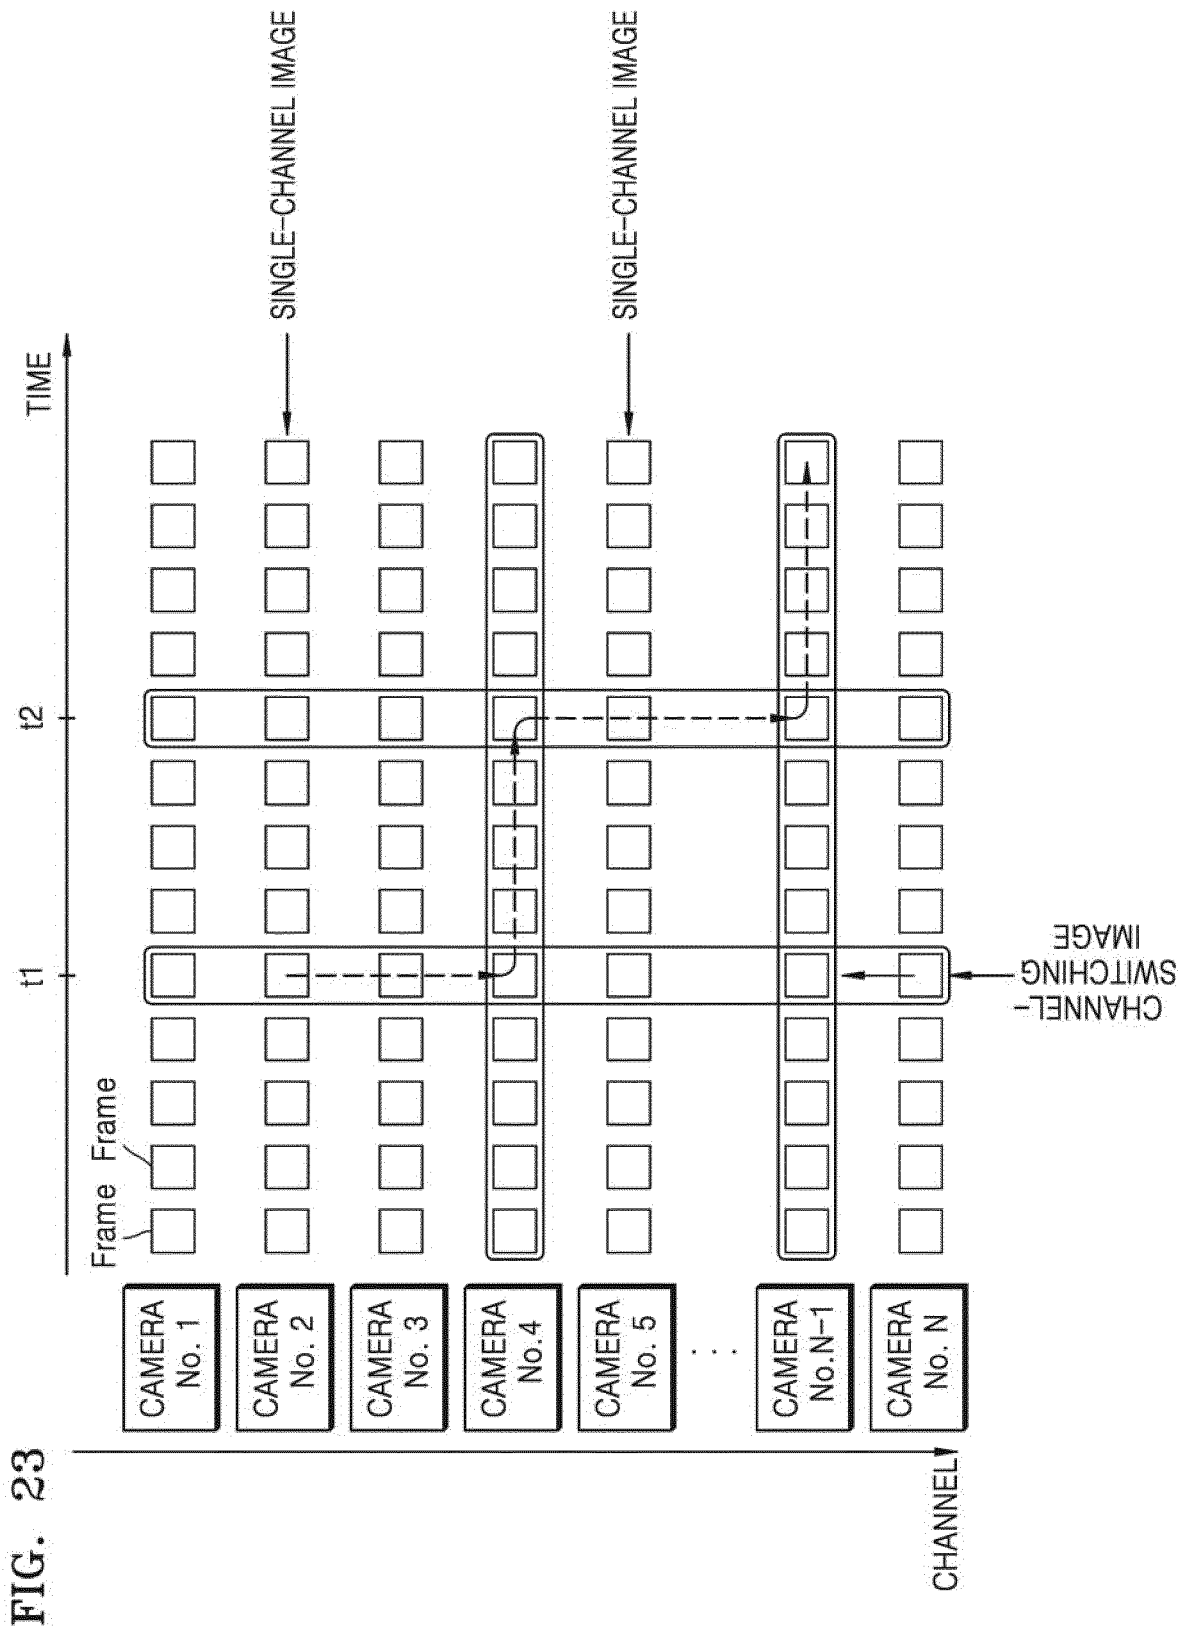 FIG. 23
TIME
t1
t2
Frame
Frame
CAMERA
No. 1
CAMERA
No. 2
SINGLE-CHANNEL IMAGE
CAMERA
No. 3
CAMERA
No.4
CAMERA
No. 5
SINGLE-CHANNEL IMAGE
. . .
CAMERA
No.N-1
CAMERA
No. N
CHANNEL
CHANNEL-
SWITCHING
IMAGE